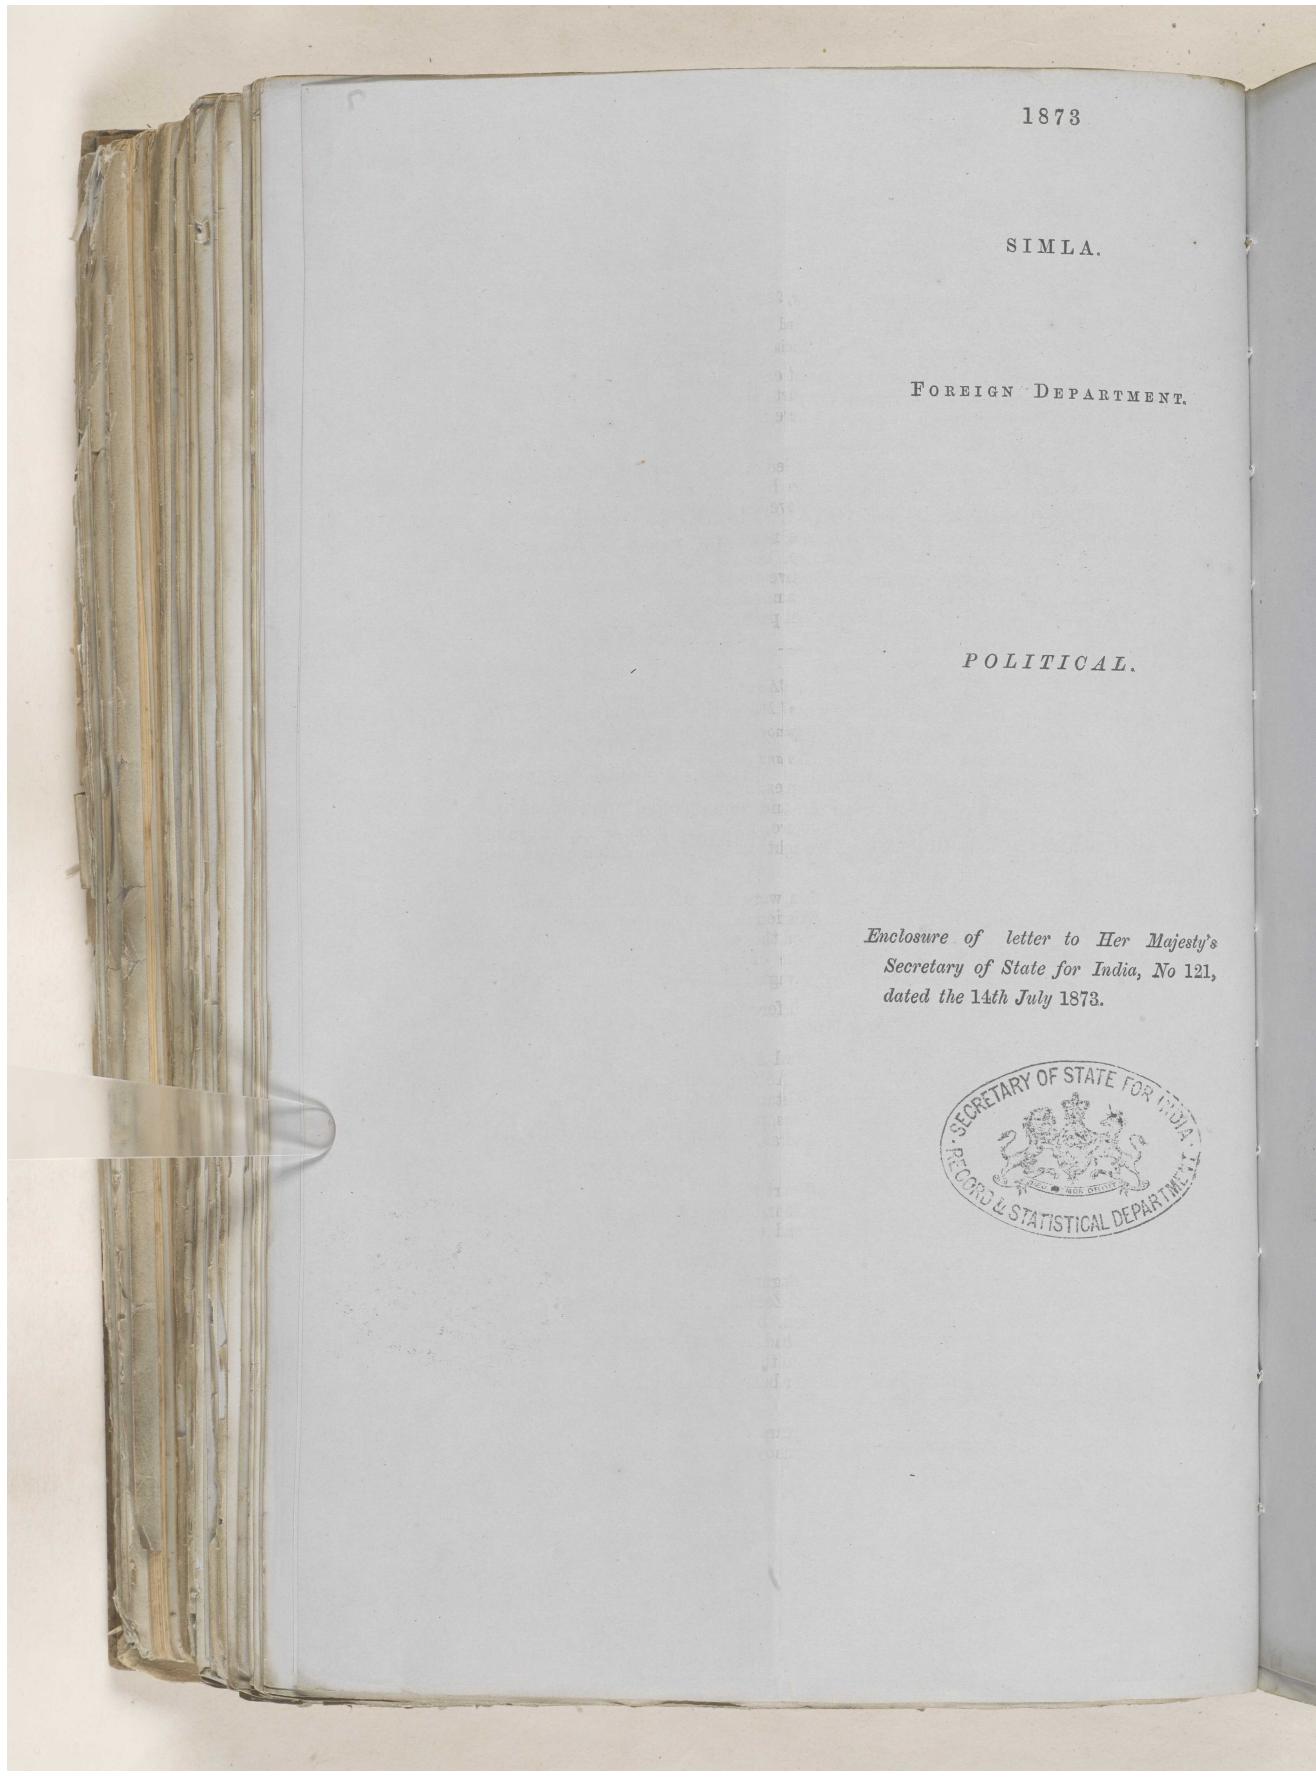 1873
SIMLA.
FOREIGN DEPARTMENT.
POLITICAL.
Enclosure of letter to Her Majesty's
Secretary of State for India, No 121,
dated the 14th July 1873.
SECRETARY OF STATE FOR INDIA
RECORD & STATISTICAL DEPARTMENT